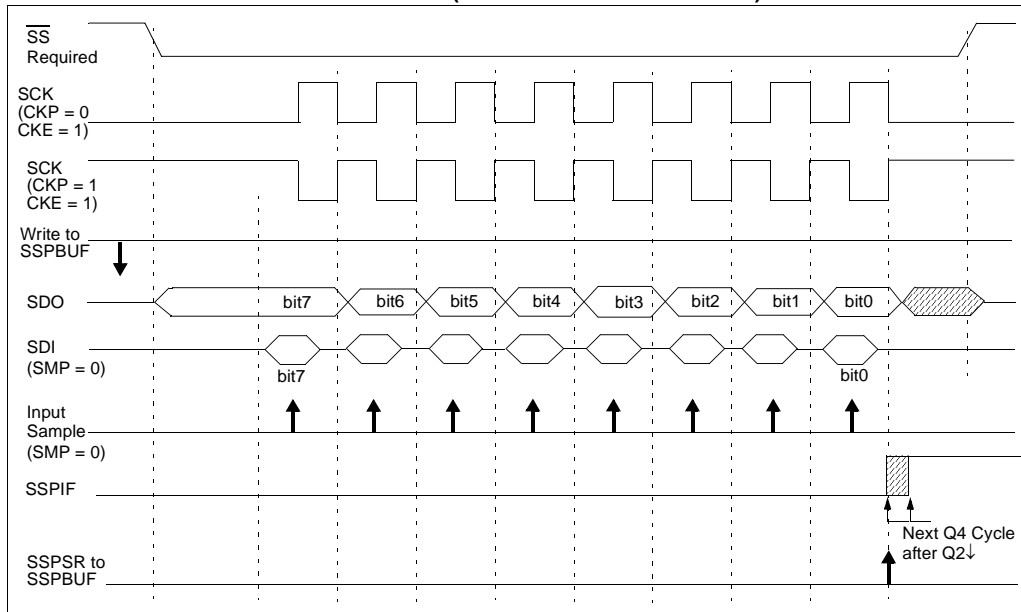 SS
Required
SCK
(CKP = 0
CKE = 1)
SCK
(CKP = 1
CKE = 1)
Write to
SSPBUF
SDO
bit7
bit6
bit5
bit4
bit3
bit2
bit1
bit0
SDI
(SMP = 0)
bit7
bit0
Input
Sample
(SMP = 0)
SSPIF
Next Q4 Cycle
after Q2↓
SSPSR to
SSPBUF